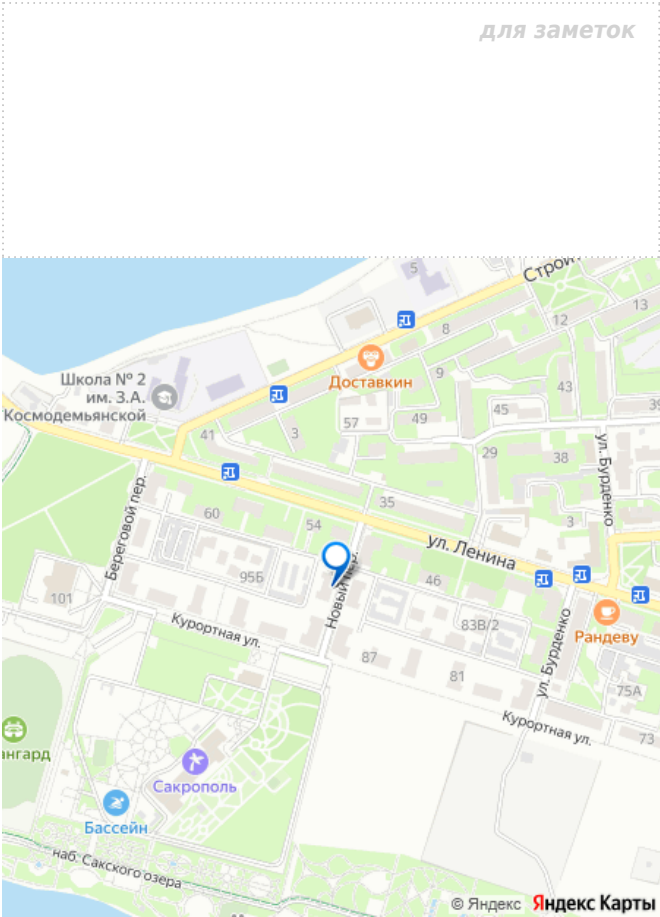 для заметок
5
Строит
13
12
8
9
Доставкин
Школа № 2
им. З.А.
Космодемьянской
43
39
45
49
57
3
41
ул. Бурденко
29
38
35
3
60
54
Береговой пер.
ул. Ленина
95Б
46
Новый пер.
101
83В/2
Рандеву
Курортная ул.
ул. Бурденко
87
81
75А
Курортная ул.
73
ангард
Сакрополь
Бассейн
наб. Сакского озера
© Яндекс Яндекс Карты